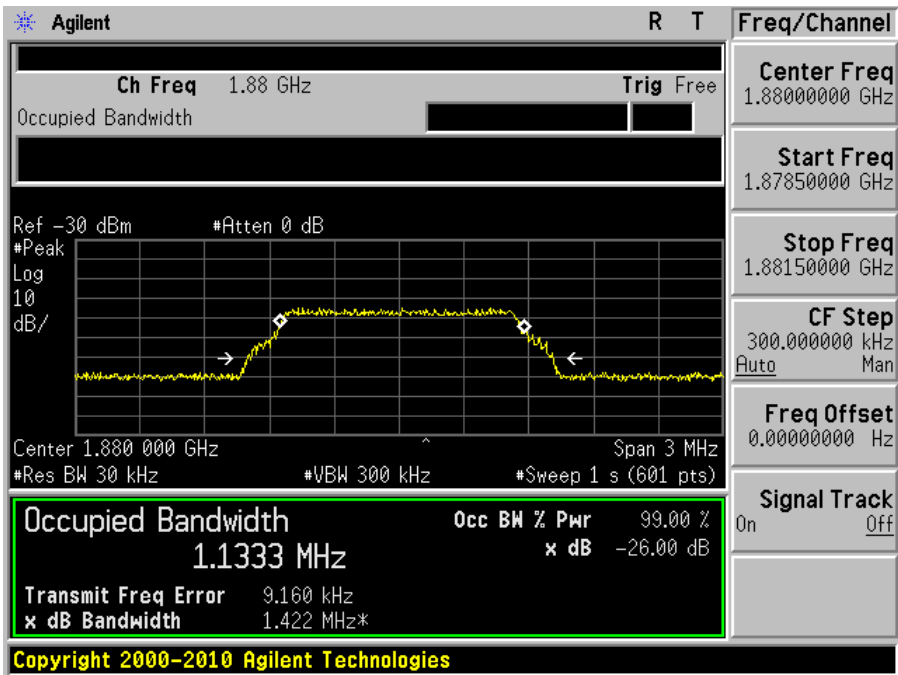 Agilent R T Freq/Channel
Ch Freq 1.88 GHz Trig Free
Occupied Bandwidth
Center Freq
1.88000000 GHz
Start Freq
1.87850000 GHz
Stop Freq
1.88150000 GHz
CF Step
300.000000 kHz
Auto Man
Freq Offset
0.00000000 Hz
Signal Track
On Off
Ref -30 dBm #Atten 0 dB
#Peak
Log
10
dB/
Center 1.880 000 GHz Span 3 MHz
#Res BW 30 kHz #VBW 300 kHz #Sweep 1 s (601 pts)
Occupied Bandwidth Occ BW % Pwr 99.00 %
1.1333 MHz x dB -26.00 dB
Transmit Freq Error 9.160 kHz
x dB Bandwidth 1.422 MHz*
Copyright 2000-2010 Agilent Technologies